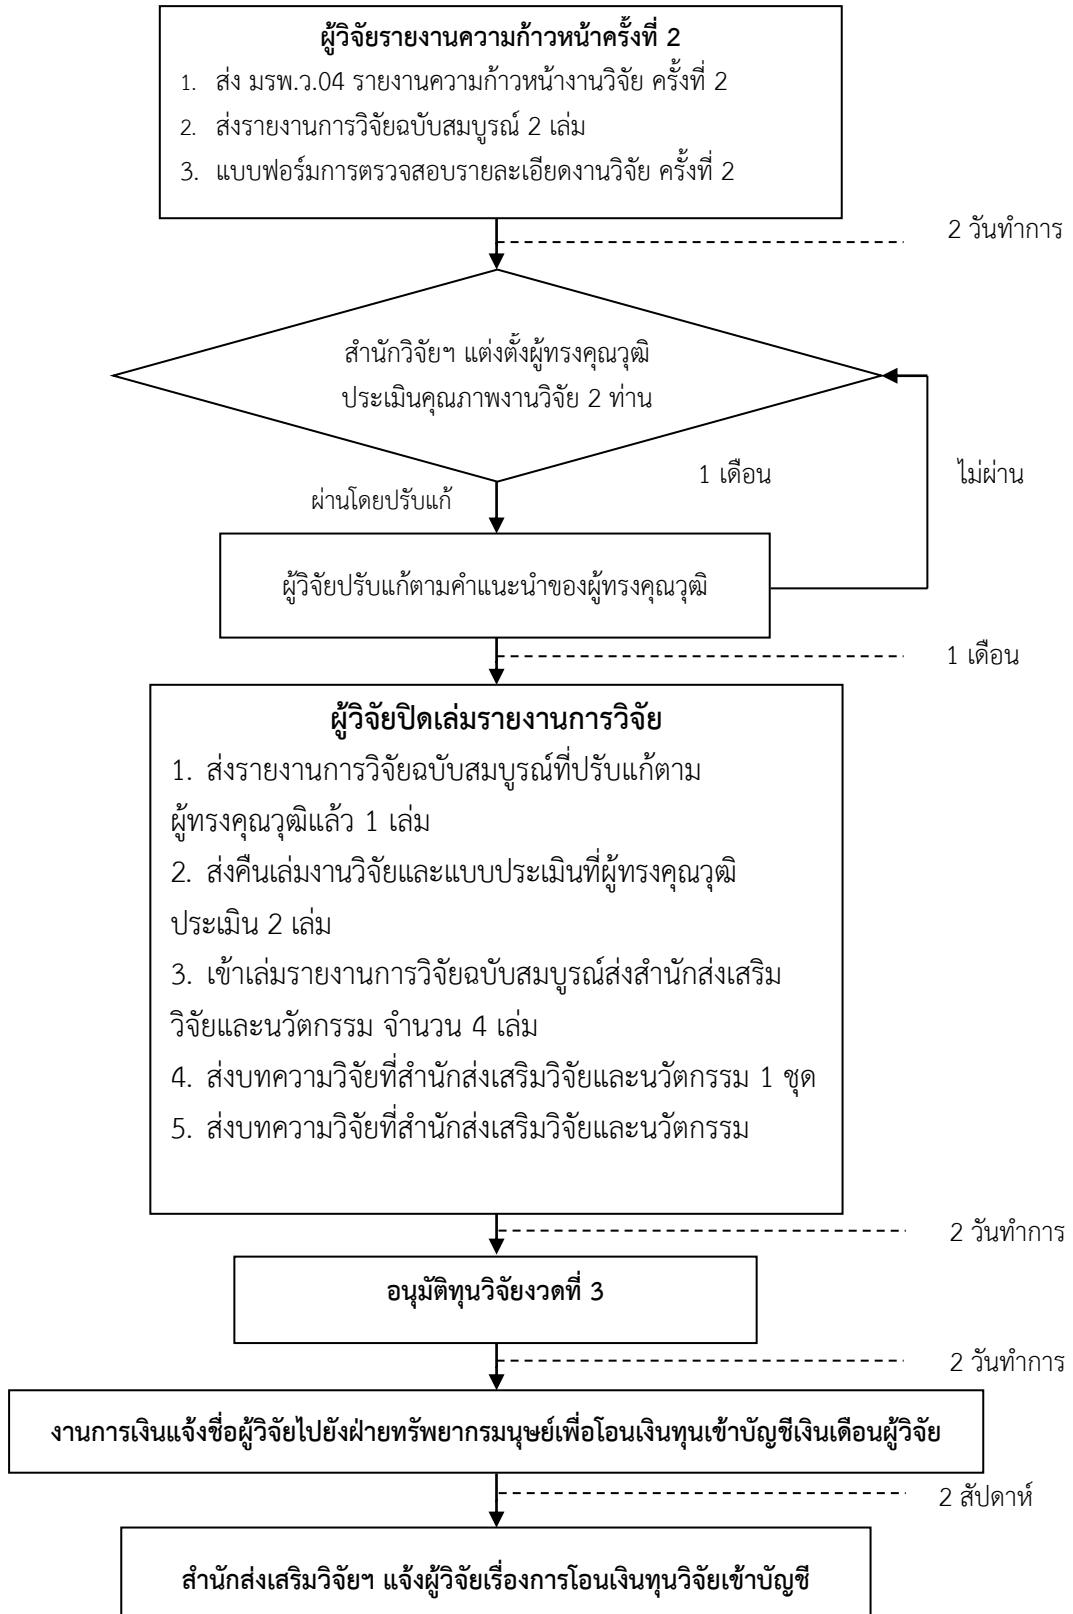 ผู้วิจัยรายงานความก้าวหน้าครั้งที่ 2
1. ส่ง มรพ.ว.04 รายงานความก้าวหน้างานวิจัย ครั้งที่ 2
2. ส่งรายงานการวิจัยฉบับสมบูรณ์ 2 เล่ม
3. แบบฟอร์มการตรวจสอบรายละเอียดงานวิจัย ครั้งที่ 2
2 วันทำการ
สำนักวิจัยฯ แต่งตั้งผู้ทรงคุณวุฒิ
ประเมินคุณภาพงานวิจัย 2 ท่าน
1 เดือน
ไม่ผ่าน
ผ่านโดยปรับแก้
ผู้วิจัยปรับแก้ตามคำแนะนำของผู้ทรงคุณวุฒิ
1 เดือน
ผู้วิจัยปิดเล่มรายงานการวิจัย
1. ส่งรายงานการวิจัยฉบับสมบูรณ์ที่ปรับแก้ตาม
ผู้ทรงคุณวุฒิแล้ว 1 เล่ม
2. ส่งคืนเล่มงานวิจัยและแบบประเมินที่ผู้ทรงคุณวุฒิ
ประเมิน 2 เล่ม
3. เข้าเล่มรายงานการวิจัยฉบับสมบูรณ์ส่งสำนักส่งเสริม
วิจัยและนวัตกรรม จำนวน 4 เล่ม
4. ส่งบทความวิจัยที่สำนักส่งเสริมวิจัยและนวัตกรรม 1 ชุด
5. ส่งบทความวิจัยที่สำนักส่งเสริมวิจัยและนวัตกรรม
2 วันทำการ
อนุมัติทุนวิจัยงวดที่ 3
2 วันทำการ
งานการเงินแจ้งชื่อผู้วิจัยไปยังฝ่ายทรัพยากรมนุษย์เพื่อโอนเงินทุนเข้าบัญชีเงินเดือนผู้วิจัย
2 สัปดาห์
สำนักส่งเสริมวิจัยฯ แจ้งผู้วิจัยเรื่องการโอนเงินทุนวิจัยเข้าบัญชี